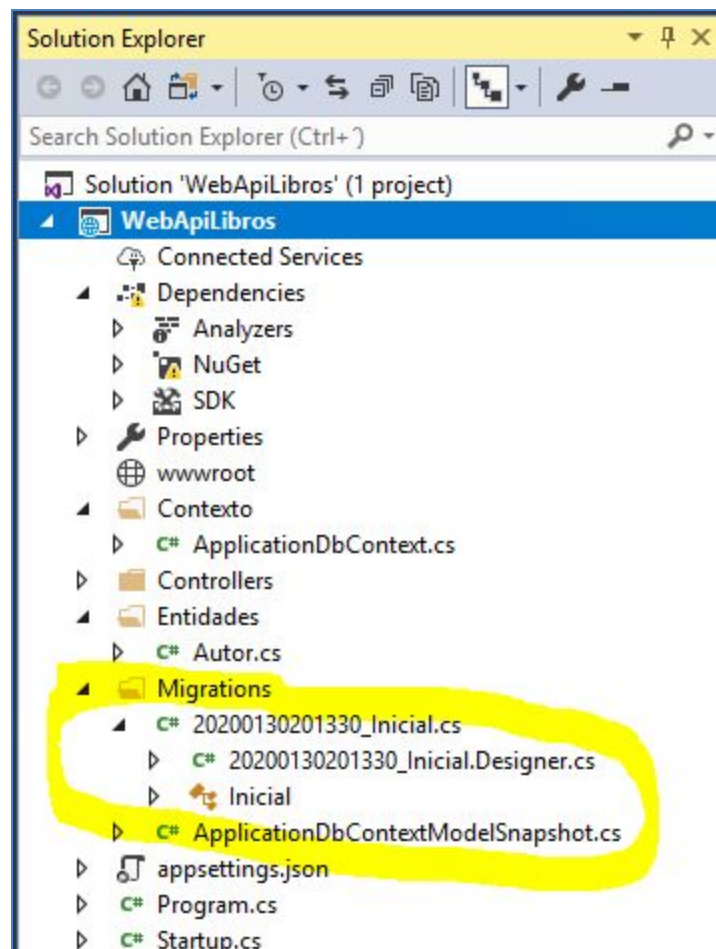 Solution Explorer
Search Solution Explorer (Ctrl+´)
Solution 'WebApiLibros' (1 project)
WebApiLibros
Connected Services
Dependencies
Analyzers
NuGet
SDK
Properties
wwwroot
Contexto
C# ApplicationDbContext.cs
Controllers
Entidades
C# Autor.cs
Migrations
C# 20200130201330_Inicial.cs
C# 20200130201330_Inicial.Designer.cs
Inicial
C# ApplicationDbContextModelSnapshot.cs
appsettings.json
C# Program.cs
C# Startup.cs